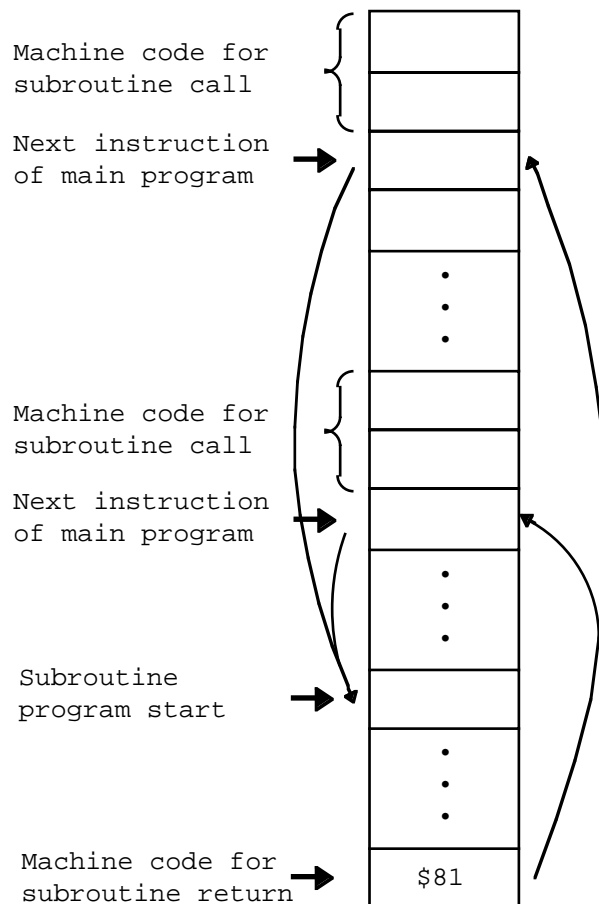 Machine code for
subroutine call
Next instruction
of main program
Machine code for
subroutine call
Next instruction
of main program
Subroutine
program start
Machine code for
subroutine return
$81